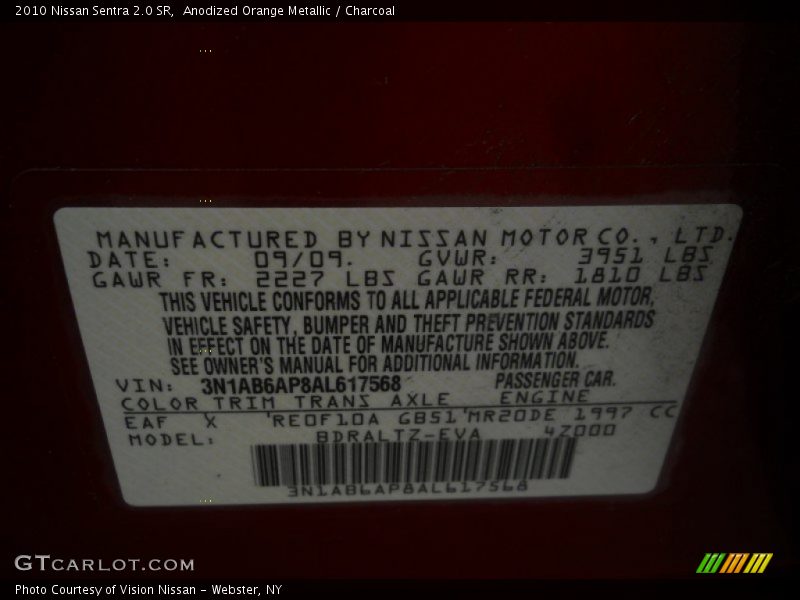 2010 Nissan Sentra 2.0 SR,  Anodized Orange Metallic / Charcoal
MANUFACTURED BY NISSAN MOTOR CO., LTD.
DATE: 09/09. GVWR: 3951 LBS
GAWR FR: 2227 LBS GAWR RR: 1810 LBS
THIS VEHICLE CONFORMS TO ALL APPLICABLE FEDERAL MOTOR,
VEHICLE SAFETY, BUMPER AND THEFT PREVENTION STANDARDS
IN EFFECT ON THE DATE OF MANUFACTURE SHOWN ABOVE.
SEE OWNER'S MANUAL FOR ADDITIONAL INFORMATION.
VIN: 3N1AB6AP8AL617568 PASSENGER CAR.
COLOR TRIM TRANS AXLE ENGINE
EAF X 'RE0F10A GB51'MR20DE 1997 CC
MODEL: BDRALTZ-EVA 4Z000
3N1AB6AP8AL617568
GTCARLOT.COM
Photo Courtesy of Vision Nissan - Webster, NY